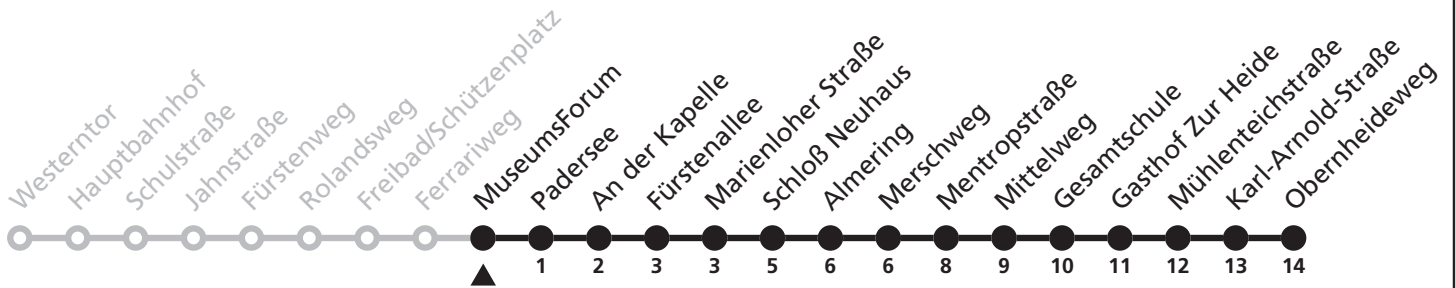 Westerntor
Hauptbahnhof
Schulstraße
Jahnstraße
Fürstenweg
Rolandsweg
Freibad/Schützenplatz
Ferrariweg
MuseumsForum
Padersee
An der Kapelle
Fürstenallee
Marienloher Straße
Schloß Neuhaus
Almering
Merschweg
Mentropstraße
Mittelweg
Gesamtschule
Gasthof Zur Heide
Mühlenteichstraße
Karl-Arnold-Straße
Obernheideweg
1 2 3 3 5 6 6 8 9 10 11 12 13 14